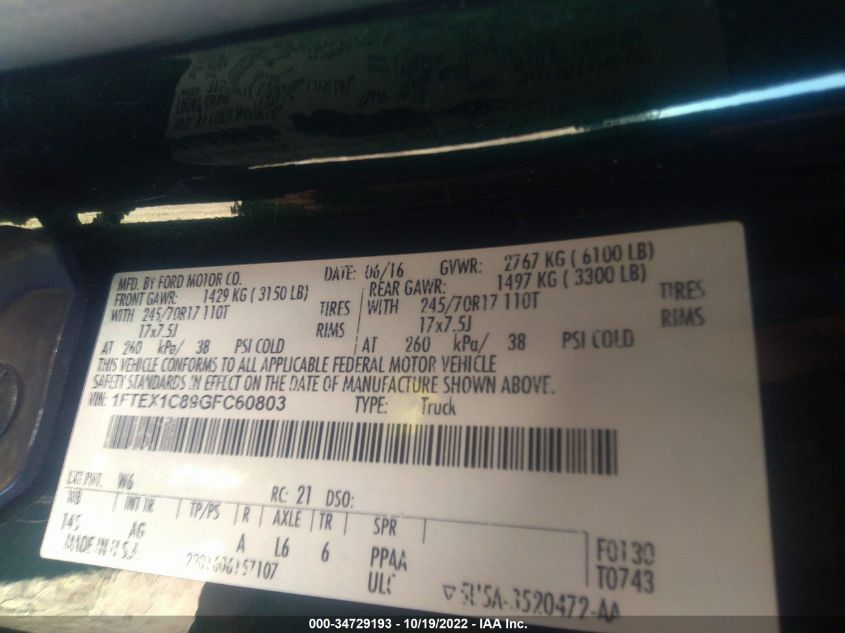 MFD. BY FORD MOTOR CO. DATE: 06/16 GVWR: 2767 KG ( 6100 LB)
FRONT GAWR: 1429 KG ( 3150 LB) REAR GAWR: 1497 KG ( 3300 LB)
WITH 245/70R17 110T TIRES WITH 245/70R17 110T TIRES
17x7.5J RIMS 17x7.5J RIMS
AT 260 kPa/ 38 PSI COLD AT 260 kPa/ 38 PSI COLD
THIS VEHICLE CONFORMS TO ALL APPLICABLE FEDERAL MOTOR VEHICLE
SAFETY STANDARDS IN EFFECT ON THE DATE OF MANUFACTURE SHOWN ABOVE.
VIN: 1FTEX1C89GFC60803 TYPE: Truck
W6 RC: 21 DSO:
WB INT TR TP/PS R AXLE TR SPR
145 AG A L6 6 PPAA F0130
MADE IN U.S.A. ULC T0743
000-34729193 - 10/19/2022 - IAA Inc.